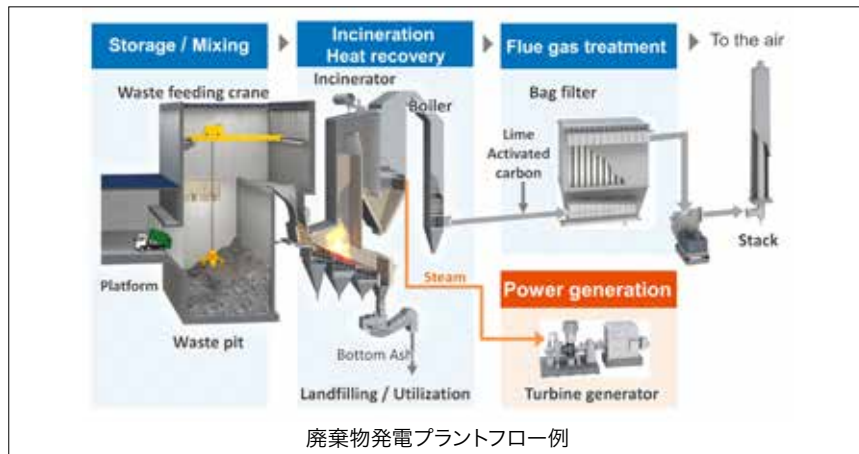 Storage / Mixing
Incineration
Heat recovery
Flue gas treatment
To the air
Waste feeding crane
Incinerator
Boiler
Bag filter
Lime
Activated
carbon
Platform
Waste pit
Steam
Stack
Power generation
Bottom Ash
Landfilling / Utilization
Turbine generator
廃棄物発電プラントフロー例